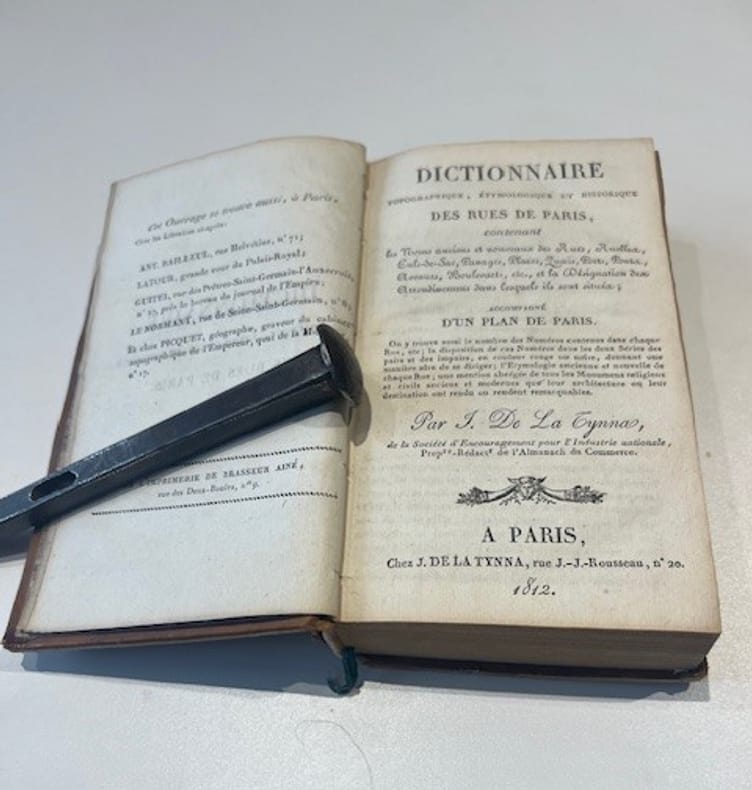 Cet Ouvrage se trouve aussi, à Paris,
Chez les Libraires ci-après:
ANT. BAILLEUL, rue Helvétius, n° 71;
LATOUR, grande cour du Palais-Royal;
GUITEL, rue des Prêtres-Saint-Germain-l'Auxerrois,
n° 27, près le bureau du journal de l'Empire;
LE NORMANT, rue de Seine-Saint-Germain, n° 8;
Et chez PICQUET, géographe, graveur du cabinet
topographique de l'Empereur, quai de la
n° 17.
IMPRIMERIE DE BRASSEUR AINÉ,
rue des Deux-Boules, n° 9.
DICTIONNAIRE
TOPOGRAPHIQUE, ÉTYMOLOGIQUE ET HISTORIQUE
DES RUES DE PARIS,
contenant
les Noms anciens et nouveaux des Rues, Ruelles,
Culs-de-Sac, Passages, Places, Quais, Ports, Ponts,
Avenues, Boulevarts, etc., et la Désignation des
Arrondissemens dans lesquels ils sont situés;
ACCOMPAGNÉ
D'UN PLAN DE PARIS.
On y trouve aussi le nombre des Numéros contenus dans chaque
Rue, etc; la disposition de ces Numéros dans les deux Séries des
pairs et des impairs, en couleur rouge ou noire, donnant une
manière sûre de se diriger; l'Etymologie ancienne et nouvelle de
chaque Rue; une mention abrégée de tous les Monumens religieux
et civils anciens et modernes que leur architecture ou leur
destination ont rendu ou rendent remarquables.
Par J. De La Tynna,
de la Société d'Encouragement pour l'Industrie nationale,
Propre-Rédactr de l'Almanach du Commerce.
A PARIS,
Chez J. DE LA TYNNA, rue J.-J.-Rousseau, n° 20.
1812.